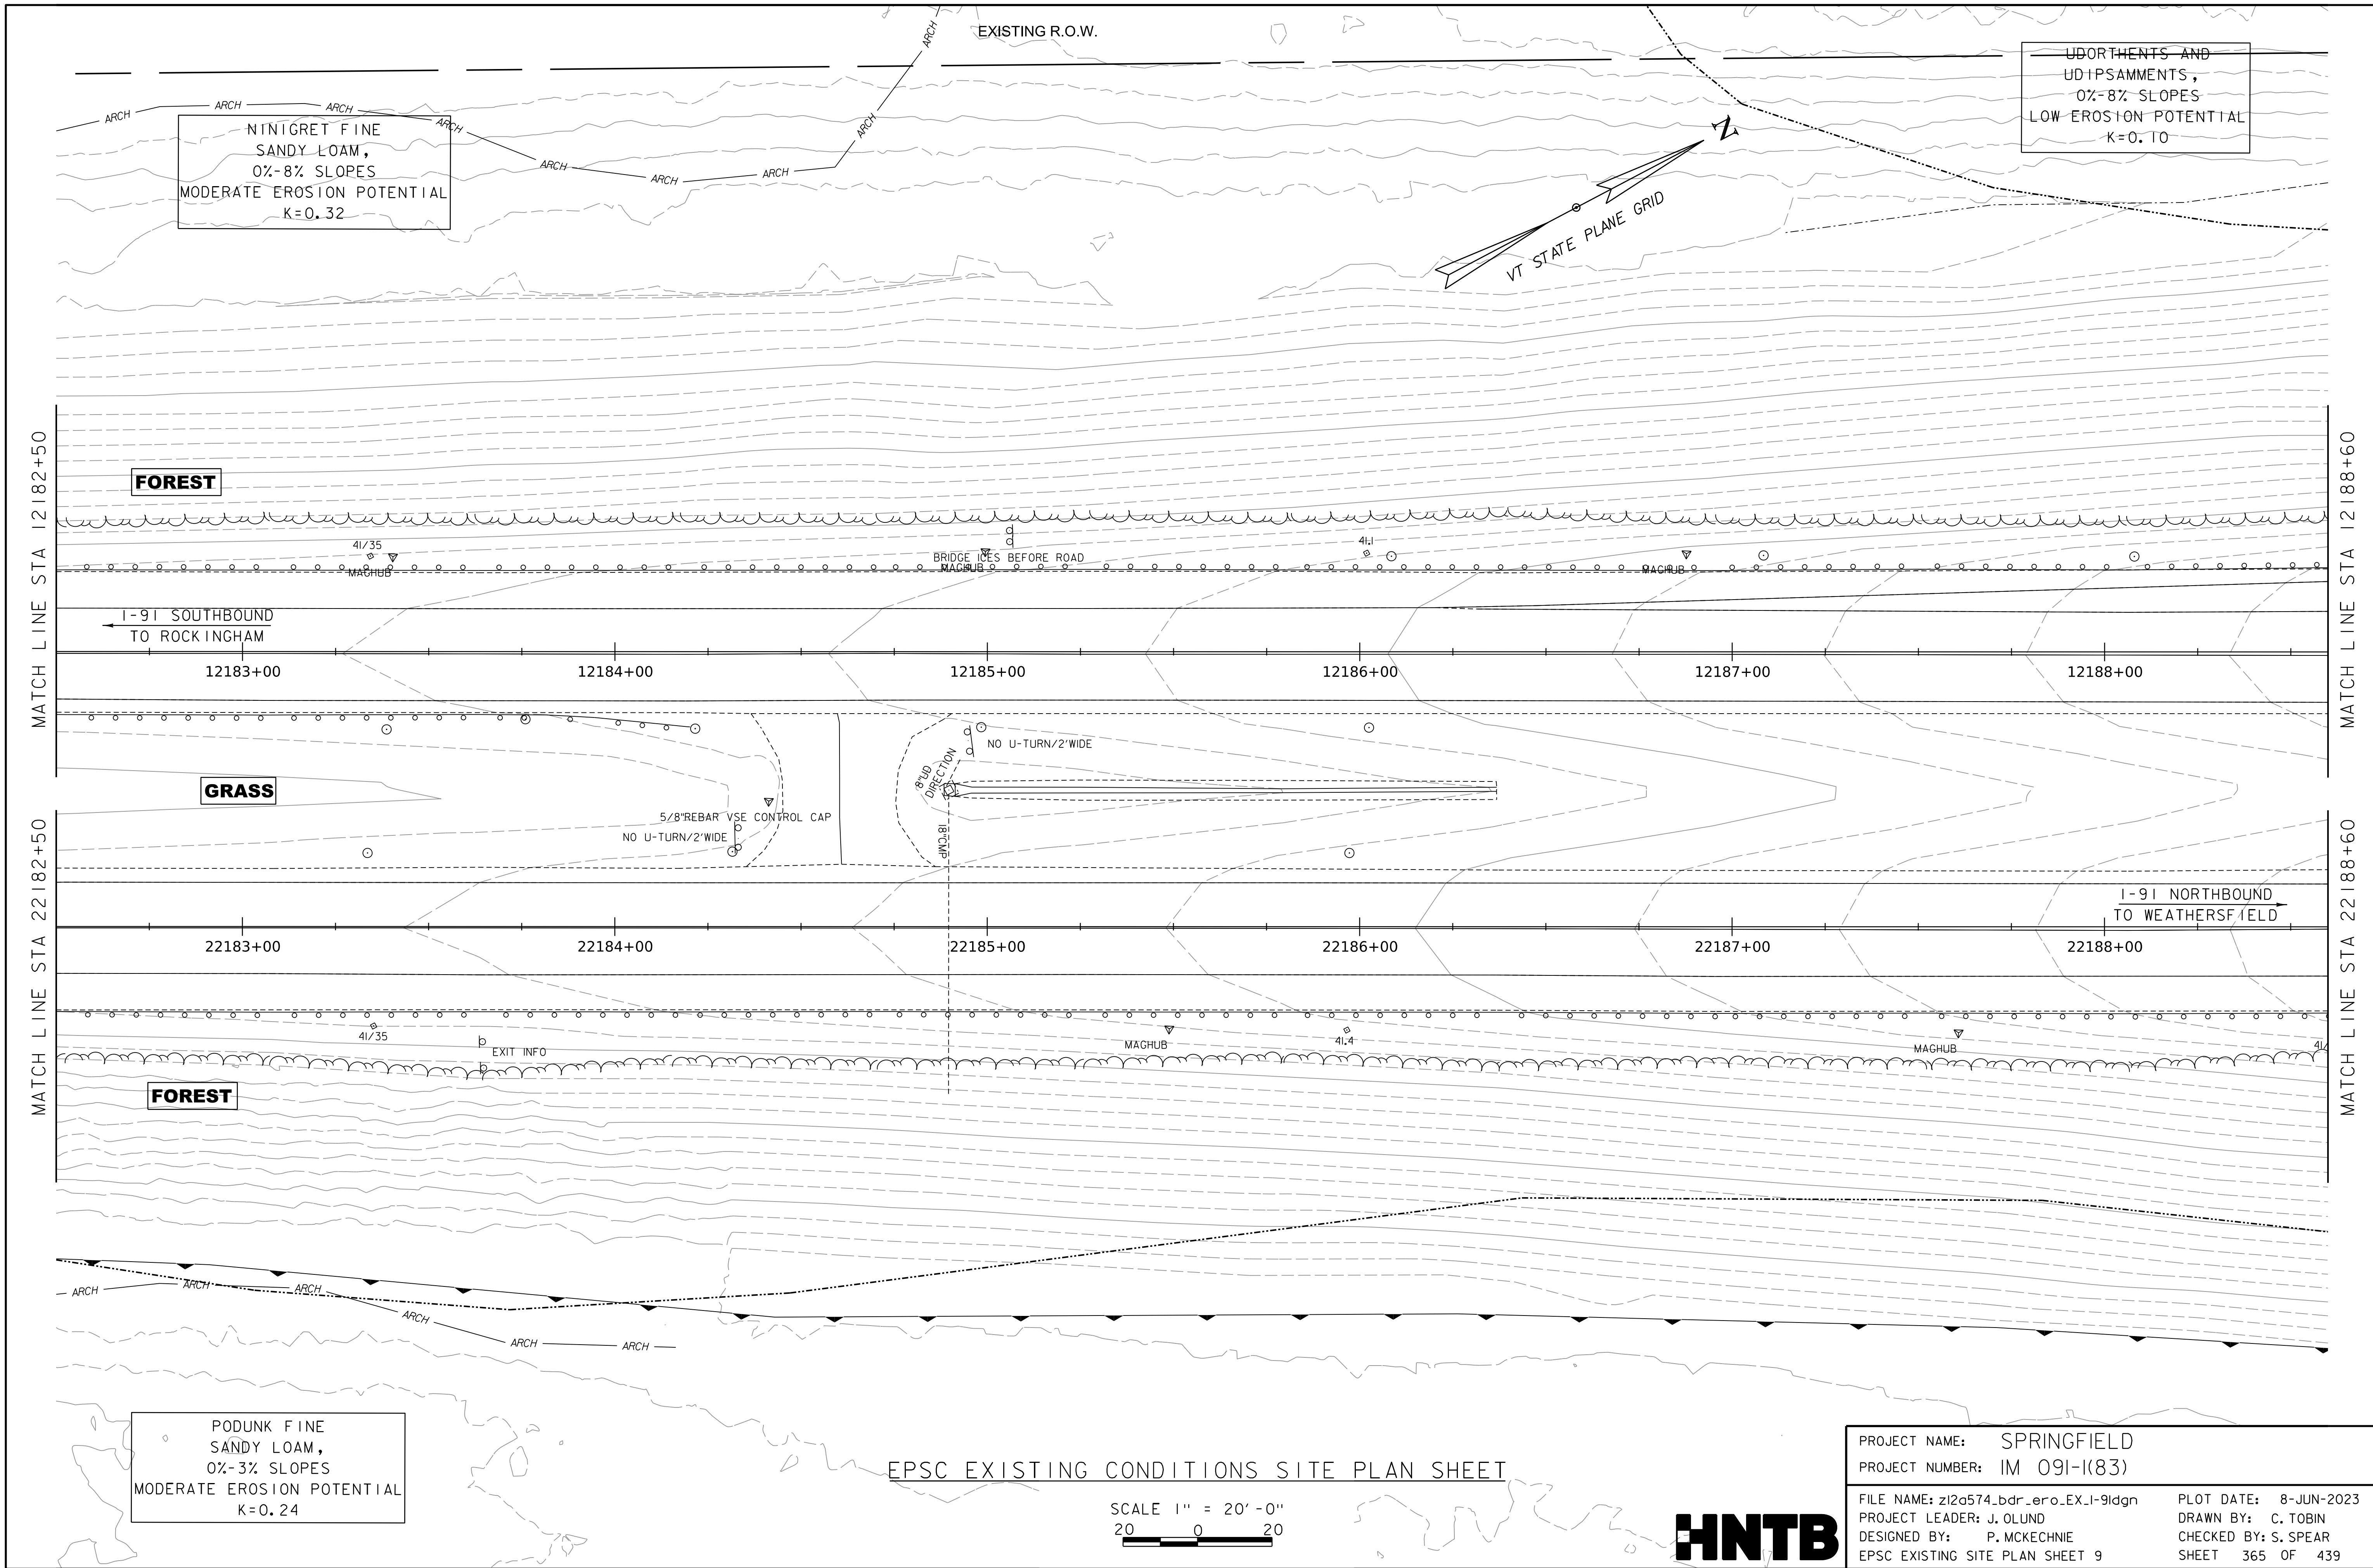 EXISTING R.O.W.
ARCH
ARCH
ARCH
ARCH
ARCH
ARCH
ARCH
ARCH
ARCH
NINIGRET FINE
SANDY LOAM,
0%-8% SLOPES
MODERATE EROSION POTENTIAL
K=0.32
UDORTHENTS AND
UDIPSAMMENTS,
0%-8% SLOPES
LOW EROSION POTENTIAL
K=0.10
N
VT STATE PLANE GRID
MATCH LINE STA 12182+50
MATCH LINE STA 12188+60
FOREST
41/35
MAGHUB
BRIDGE ICES BEFORE ROAD
MAGHUB
41.1
MAGHUB
I-91 SOUTHBOUND
TO ROCKINGHAM
12183+00
12184+00
12185+00
12186+00
12187+00
12188+00
NO U-TURN/2'WIDE
8"UD
DIRECTION
GRASS
5/8"REBAR VSE CONTROL CAP
NO U-TURN/2'WIDE
18"CMP
MATCH LINE STA 22182+50
MATCH LINE STA 22188+60
I-91 NORTHBOUND
TO WEATHERSFIELD
22183+00
22184+00
22185+00
22186+00
22187+00
22188+00
41/35
EXIT INFO
MAGHUB
41.4
MAGHUB
41
FOREST
ARCH
ARCH
ARCH
ARCH
ARCH
ARCH
PODUNK FINE
SANDY LOAM,
0%-3% SLOPES
MODERATE EROSION POTENTIAL
K=0.24
EPSC EXISTING CONDITIONS SITE PLAN SHEET
SCALE 1" = 20'-0"
20 0 20
HNTB
PROJECT NAME: SPRINGFIELD
PROJECT NUMBER: IM 091-1(83)
FILE NAME: z12a574_bdr_ero_EX_I-91dgn PLOT DATE: 8-JUN-2023
PROJECT LEADER: J. OLUND DRAWN BY: C. TOBIN
DESIGNED BY: P. MCKECHNIE CHECKED BY: S. SPEAR
EPSC EXISTING SITE PLAN SHEET 9 SHEET 365 OF 439